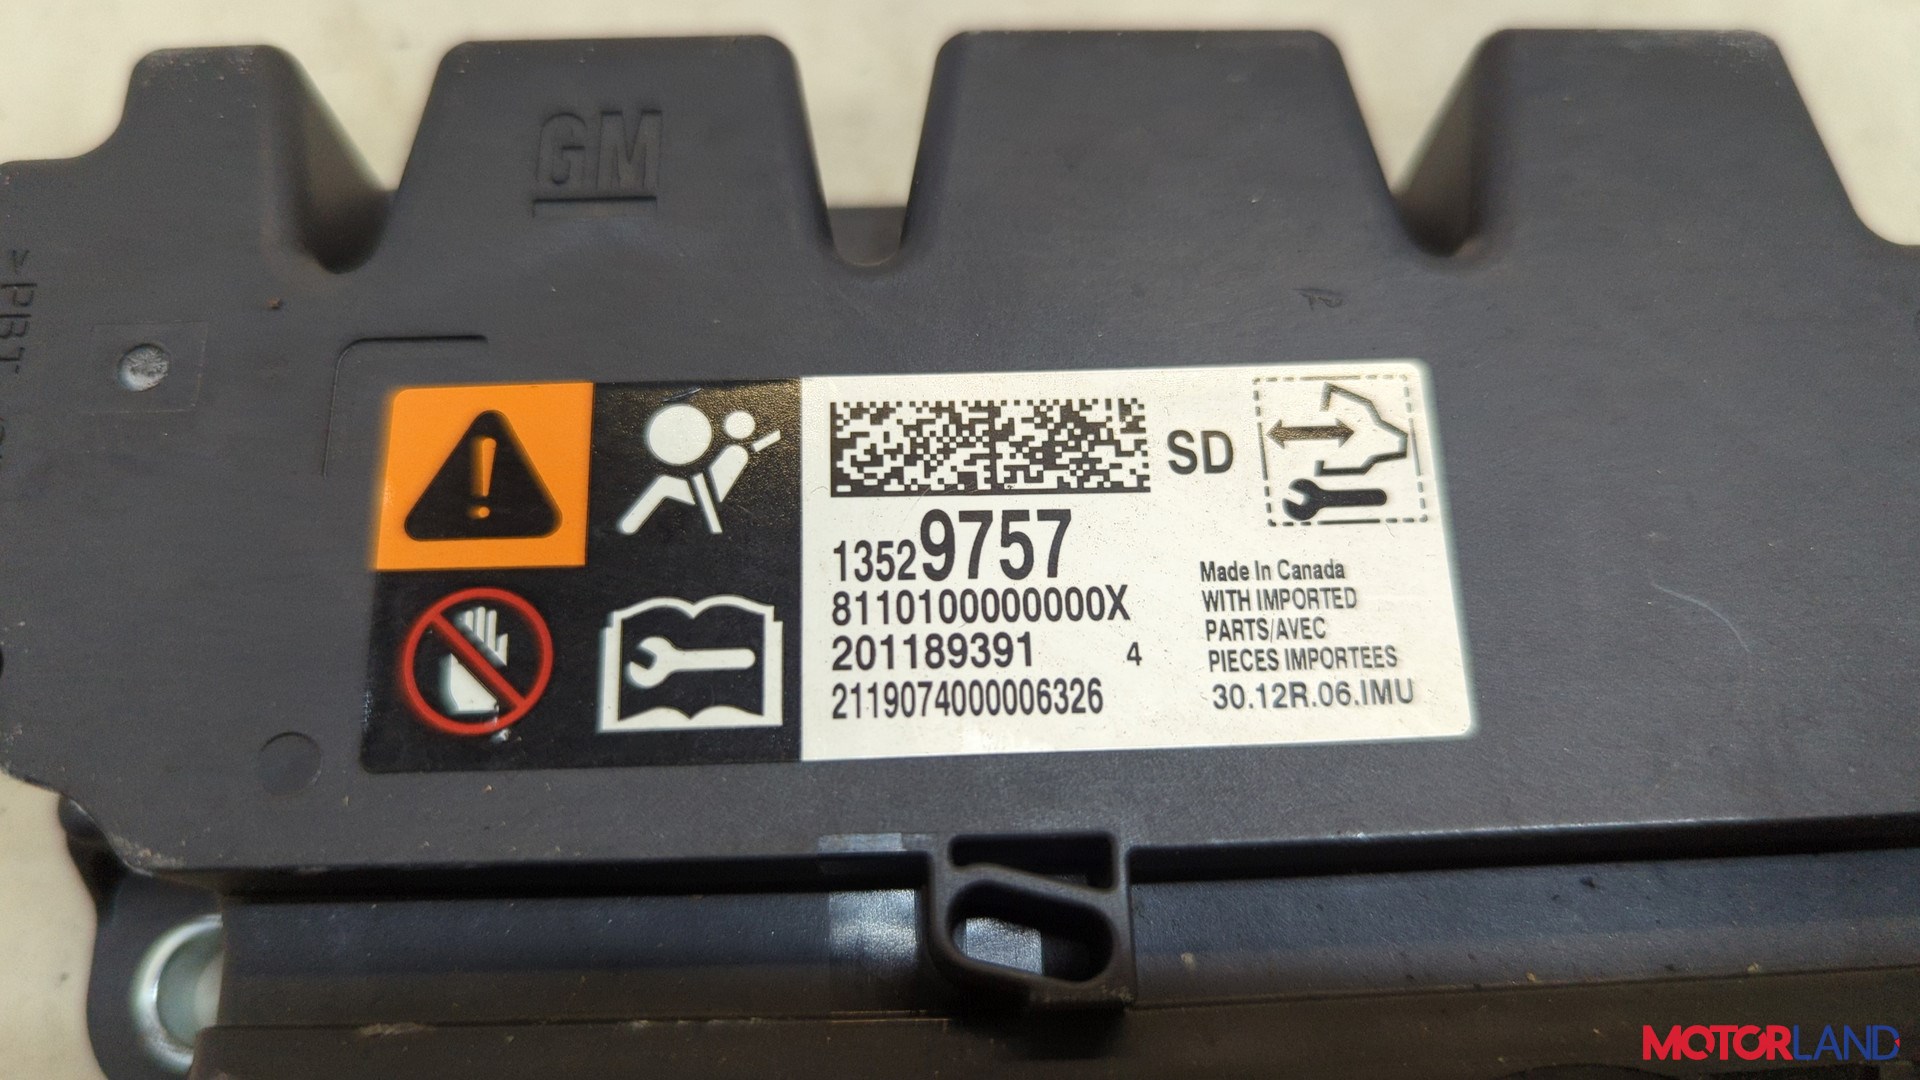 GM
>PBT
SD
13529757
8110100000000X
201189391 4
2119074000006326
Made In Canada
WITH IMPORTED
PARTS/AVEC
PIECES IMPORTEES
30.12R.06.IMU
MOTORLAND